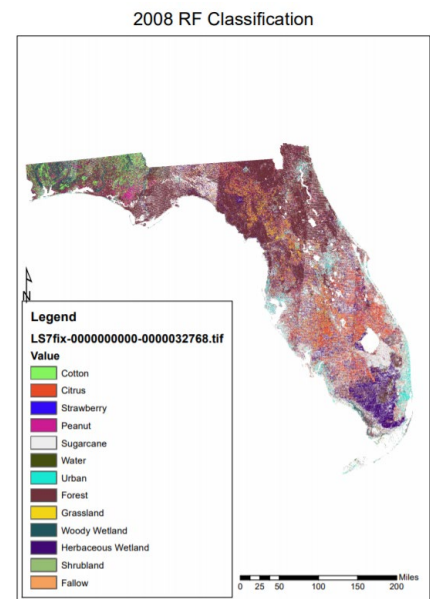 2008 RF Classification
N
Legend
LS7fix-0000000000-0000032768.tif
Value
Cotton
Citrus
Strawberry
Peanut
Sugarcane
Water
Urban
Forest
Grassland
Woody Wetland
Herbaceous Wetland
Shrubland
Fallow
Miles
0 25 50 100 150 200